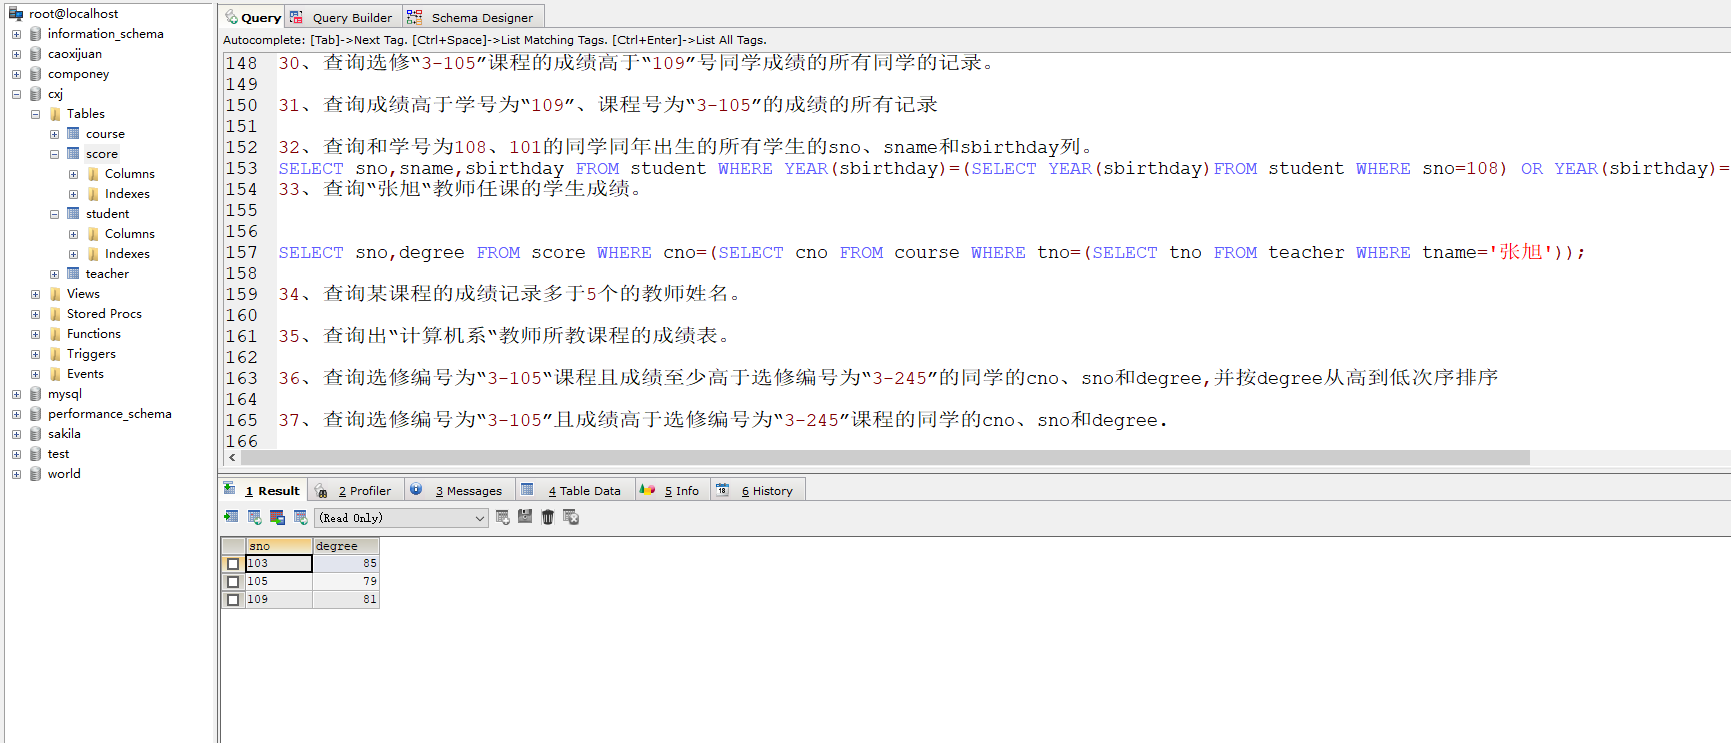 root@localhost
information_schema
caoxijuan
componey
cxj
Tables
course
score
Columns
Indexes
student
Columns
Indexes
teacher
Views
Stored Procs
Functions
Triggers
Events
mysql
performance_schema
sakila
test
world
Query Query Builder Schema Designer
Autocomplete: [Tab]->Next Tag. [Ctrl+Space]->List Matching Tags. [Ctrl+Enter]->List All Tags.
148 30、查询选修“3-105”课程的成绩高于“109”号同学成绩的所有同学的记录。
149
150 31、查询成绩高于学号为“109”、课程号为“3-105”的成绩的所有记录
151
152 32、查询和学号为108、101的同学同年出生的所有学生的sno、sname和sbirthday列。
153 SELECT sno,sname,sbirthday FROM student WHERE YEAR(sbirthday)=(SELECT YEAR(sbirthday)FROM student WHERE sno=108) OR YEAR(sbirthday)=
154 33、查询“张旭“教师任课的学生成绩。
155
156
157 SELECT sno,degree FROM score WHERE cno=(SELECT cno FROM course WHERE tno=(SELECT tno FROM teacher WHERE tname='张旭'));
158
159 34、查询某课程的成绩记录多于5个的教师姓名。
160
161 35、查询出“计算机系“教师所教课程的成绩表。
162
163 36、查询选修编号为“3-105“课程且成绩至少高于选修编号为“3-245”的同学的cno、sno和degree,并按degree从高到低次序排序
164
165 37、查询选修编号为“3-105”且成绩高于选修编号为“3-245”课程的同学的cno、sno和degree.
166
1 Result 2 Profiler 3 Messages 4 Table Data 5 Info 6 History
(Read Only)
sno degree
103 85
105 79
109 81